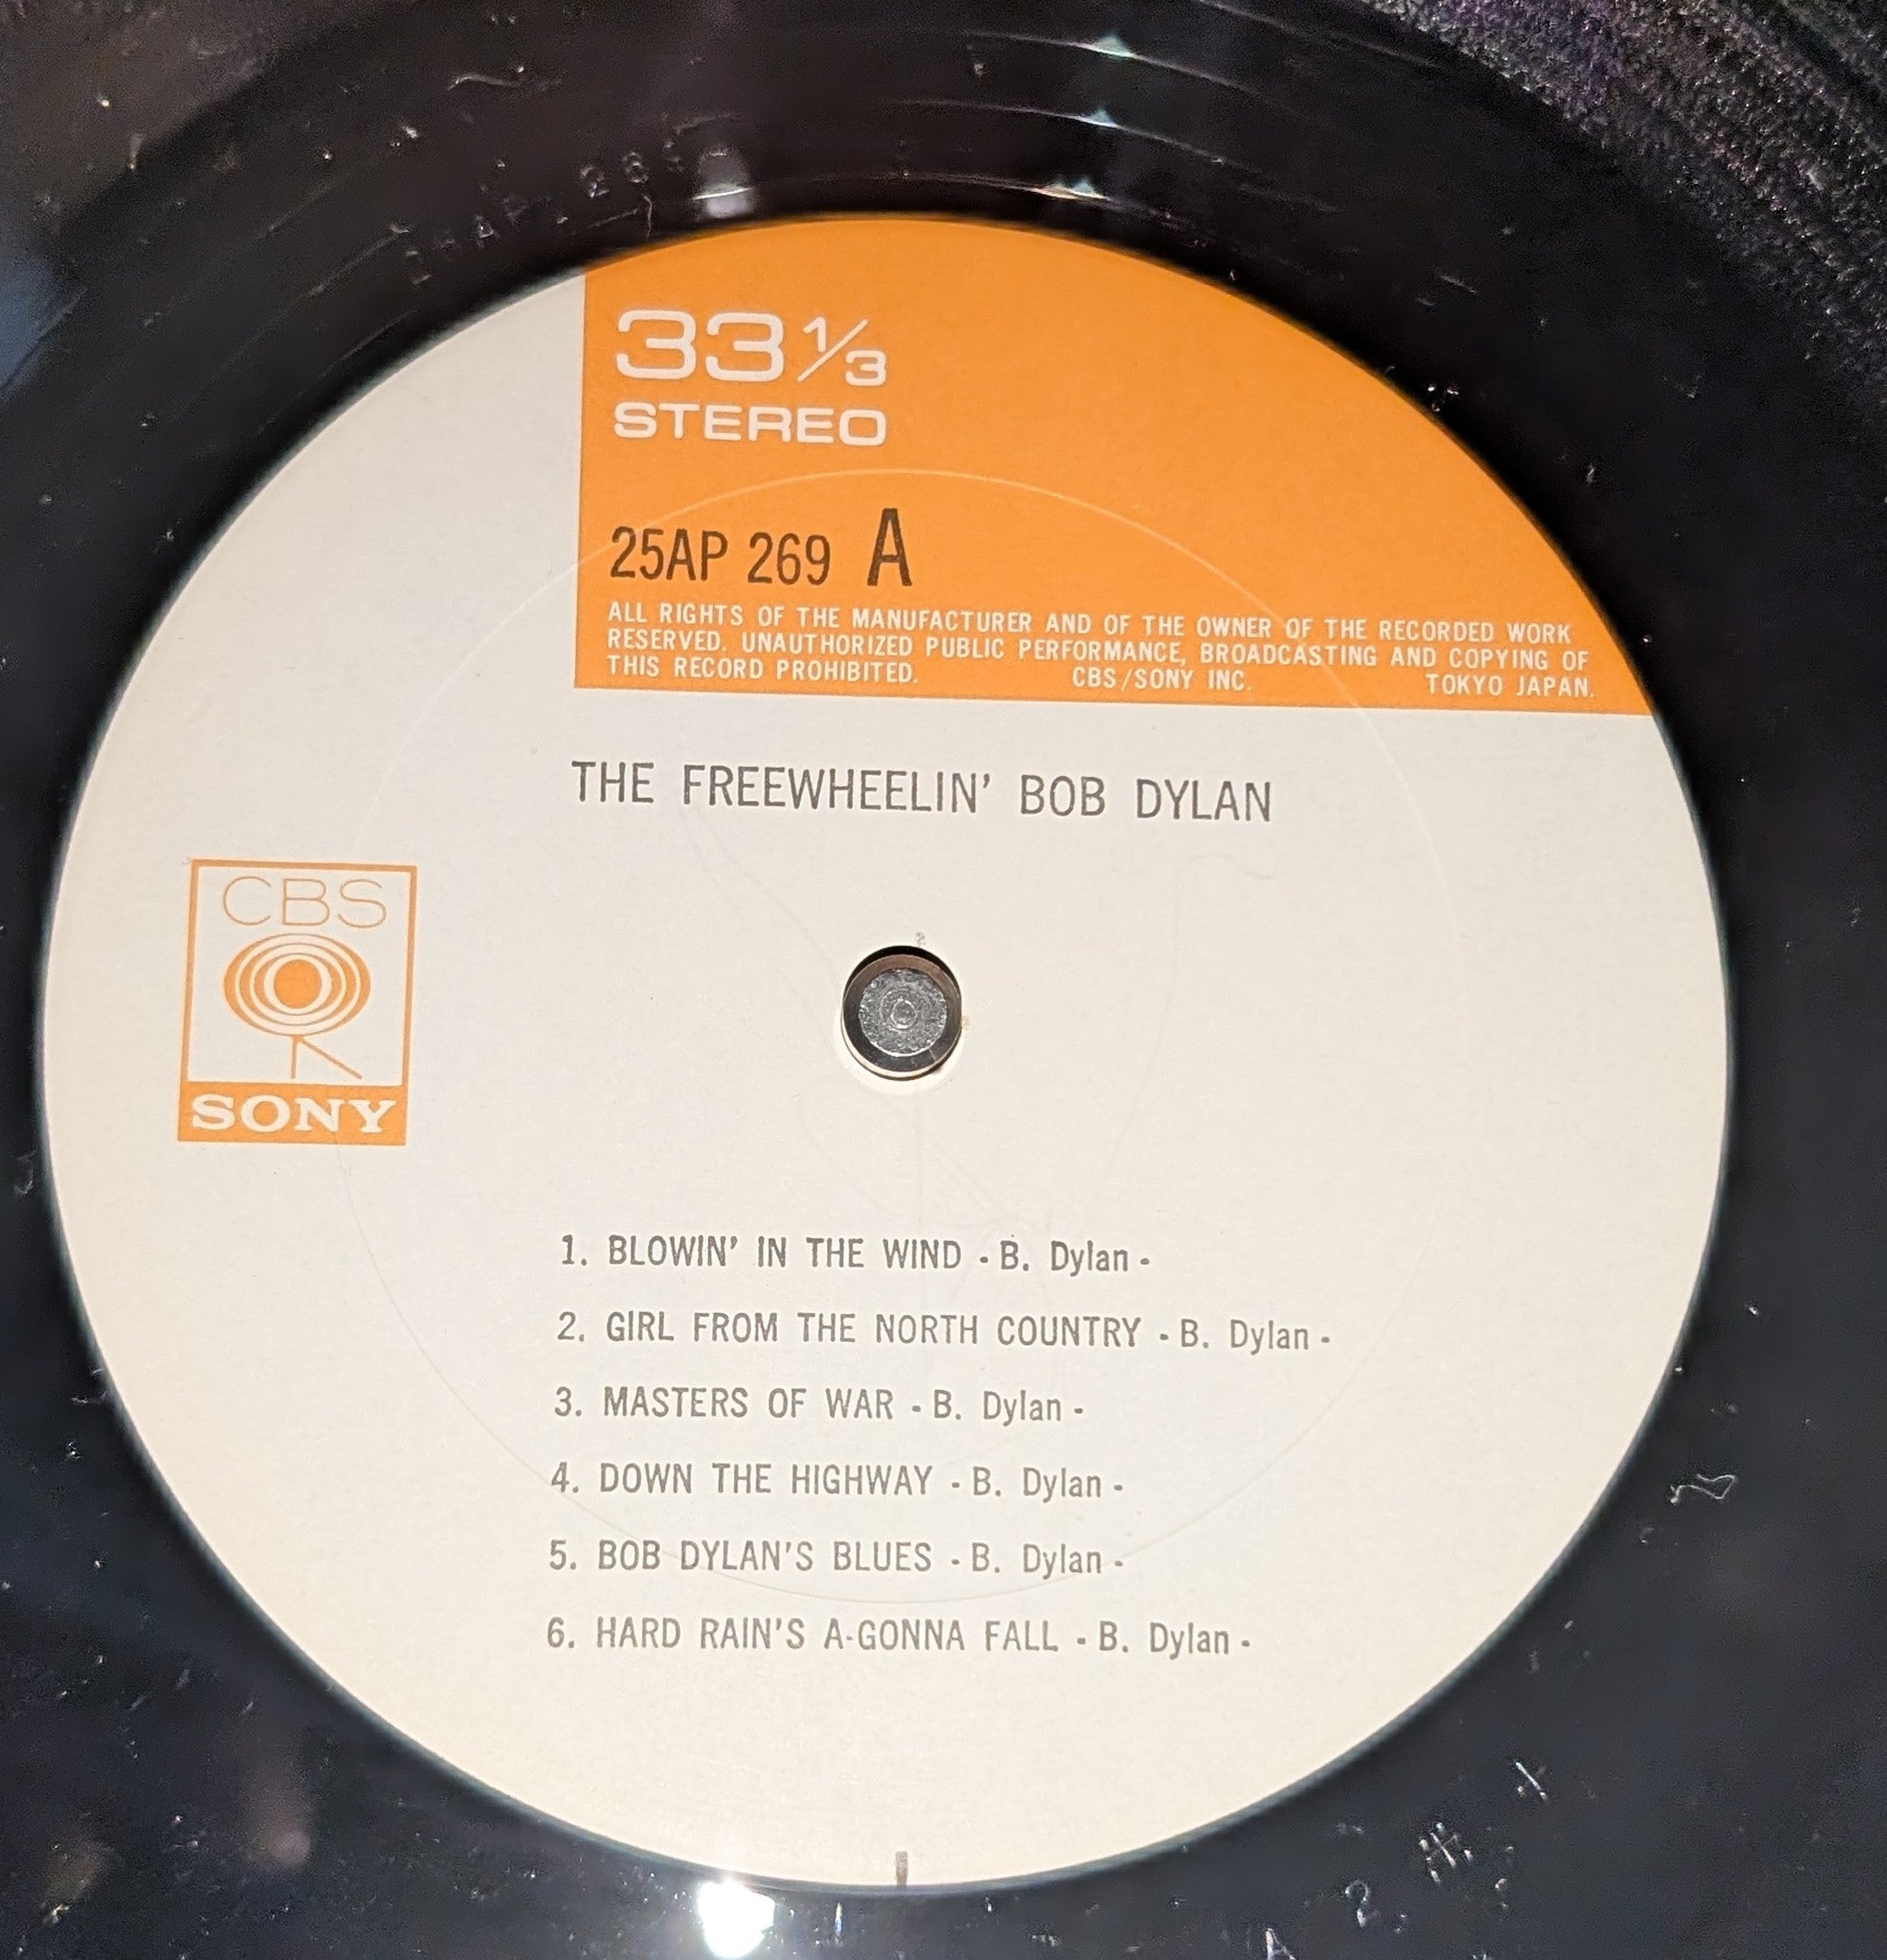 33 1/3
STEREO
25AP 269 A
ALL RIGHTS OF THE MANUFACTURER AND OF THE OWNER OF THE RECORDED WORK
RESERVED. UNAUTHORIZED PUBLIC PERFORMANCE, BROADCASTING AND COPYING OF
THIS RECORD PROHIBITED. CBS/SONY INC. TOKYO JAPAN.
THE FREEWHEELIN' BOB DYLAN
CBS
SONY
1. BLOWIN' IN THE WIND - B. Dylan -
2. GIRL FROM THE NORTH COUNTRY - B. Dylan -
3. MASTERS OF WAR - B. Dylan -
4. DOWN THE HIGHWAY - B. Dylan -
5. BOB DYLAN'S BLUES - B. Dylan -
6. HARD RAIN'S A-GONNA FALL - B. Dylan -